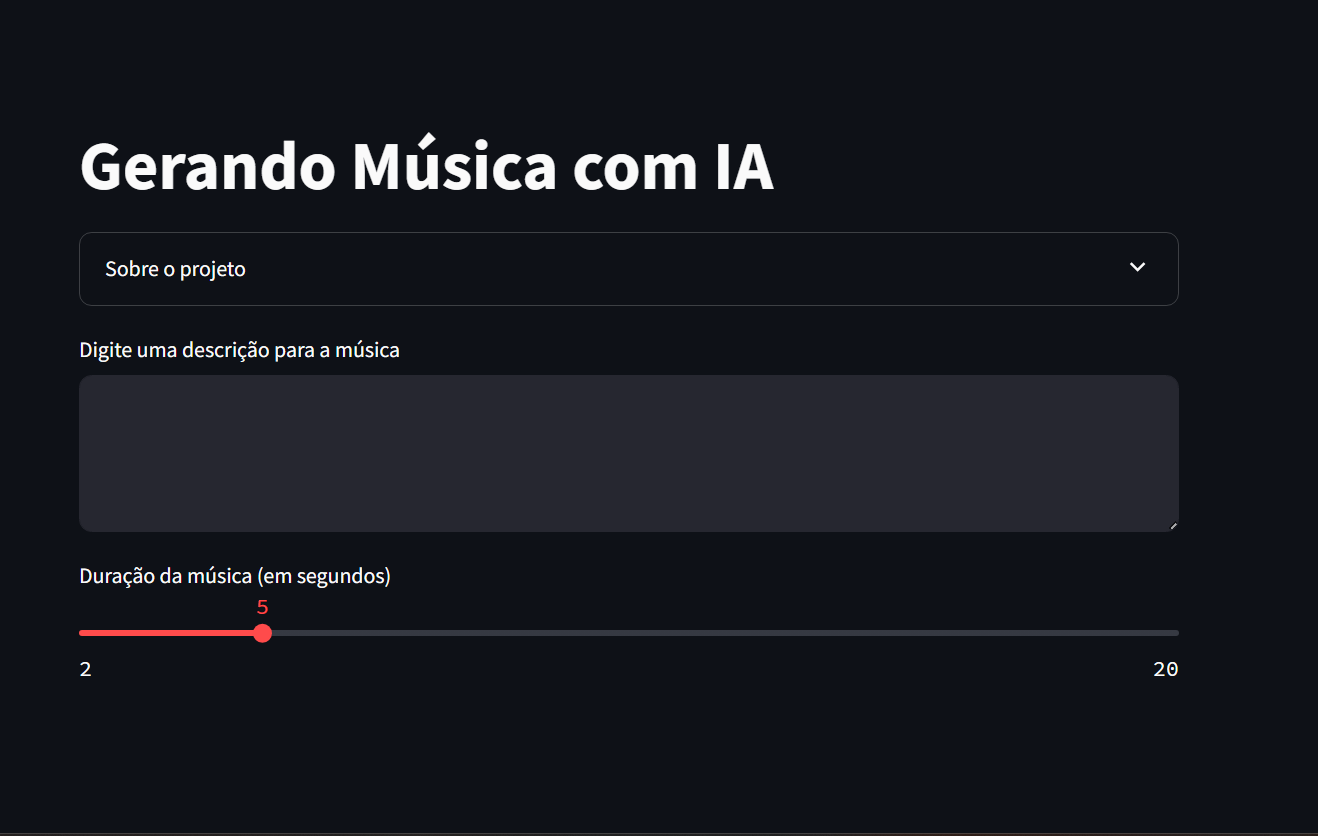 Gerando Música com IA
Sobre o projeto
Digite uma descrição para a música
Duração da música (em segundos)
5
2 20